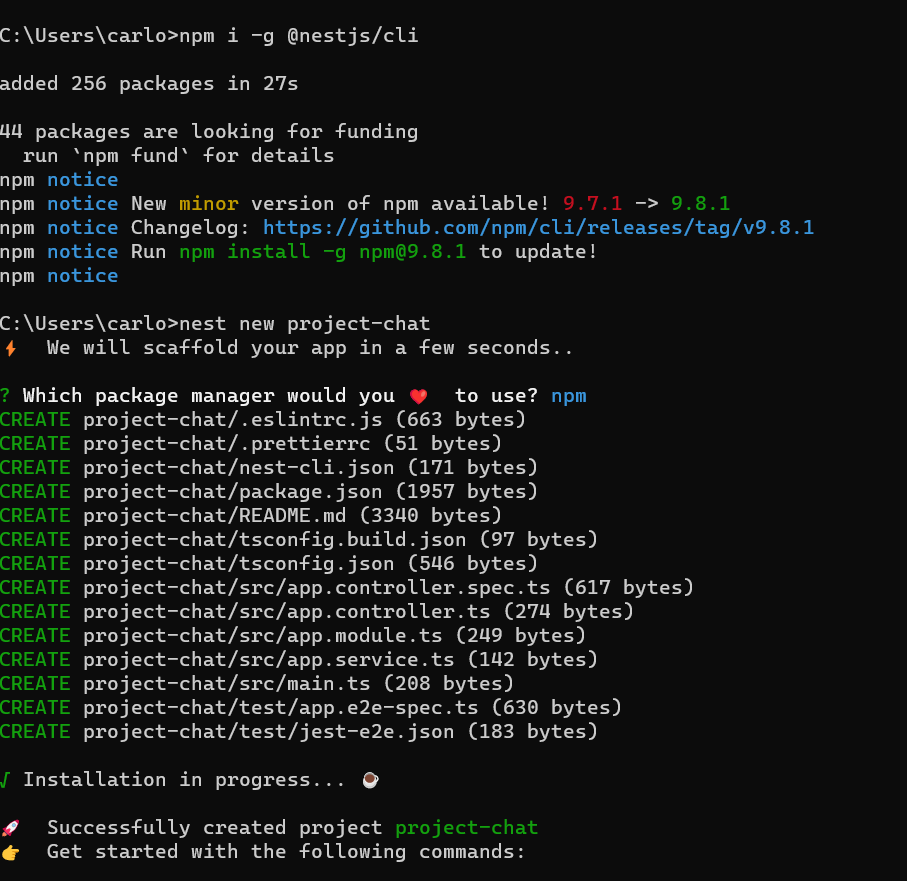 C:\Users\carlo>npm i -g @nestjs/cli
added 256 packages in 27s
44 packages are looking for funding
  run `npm fund` for details
npm notice
npm notice New minor version of npm available! 9.7.1 -> 9.8.1
npm notice Changelog: https://github.com/npm/cli/releases/tag/v9.8.1
npm notice Run npm install -g npm@9.8.1 to update!
npm notice
C:\Users\carlo>nest new project-chat
⚡  We will scaffold your app in a few seconds..
? Which package manager would you ❤️  to use? npm
CREATE project-chat/.eslintrc.js (663 bytes)
CREATE project-chat/.prettierrc (51 bytes)
CREATE project-chat/nest-cli.json (171 bytes)
CREATE project-chat/package.json (1957 bytes)
CREATE project-chat/README.md (3340 bytes)
CREATE project-chat/tsconfig.build.json (97 bytes)
CREATE project-chat/tsconfig.json (546 bytes)
CREATE project-chat/src/app.controller.spec.ts (617 bytes)
CREATE project-chat/src/app.controller.ts (274 bytes)
CREATE project-chat/src/app.module.ts (249 bytes)
CREATE project-chat/src/app.service.ts (142 bytes)
CREATE project-chat/src/main.ts (208 bytes)
CREATE project-chat/test/app.e2e-spec.ts (630 bytes)
CREATE project-chat/test/jest-e2e.json (183 bytes)
√ Installation in progress... ☕
🚀  Successfully created project project-chat
👉  Get started with the following commands: